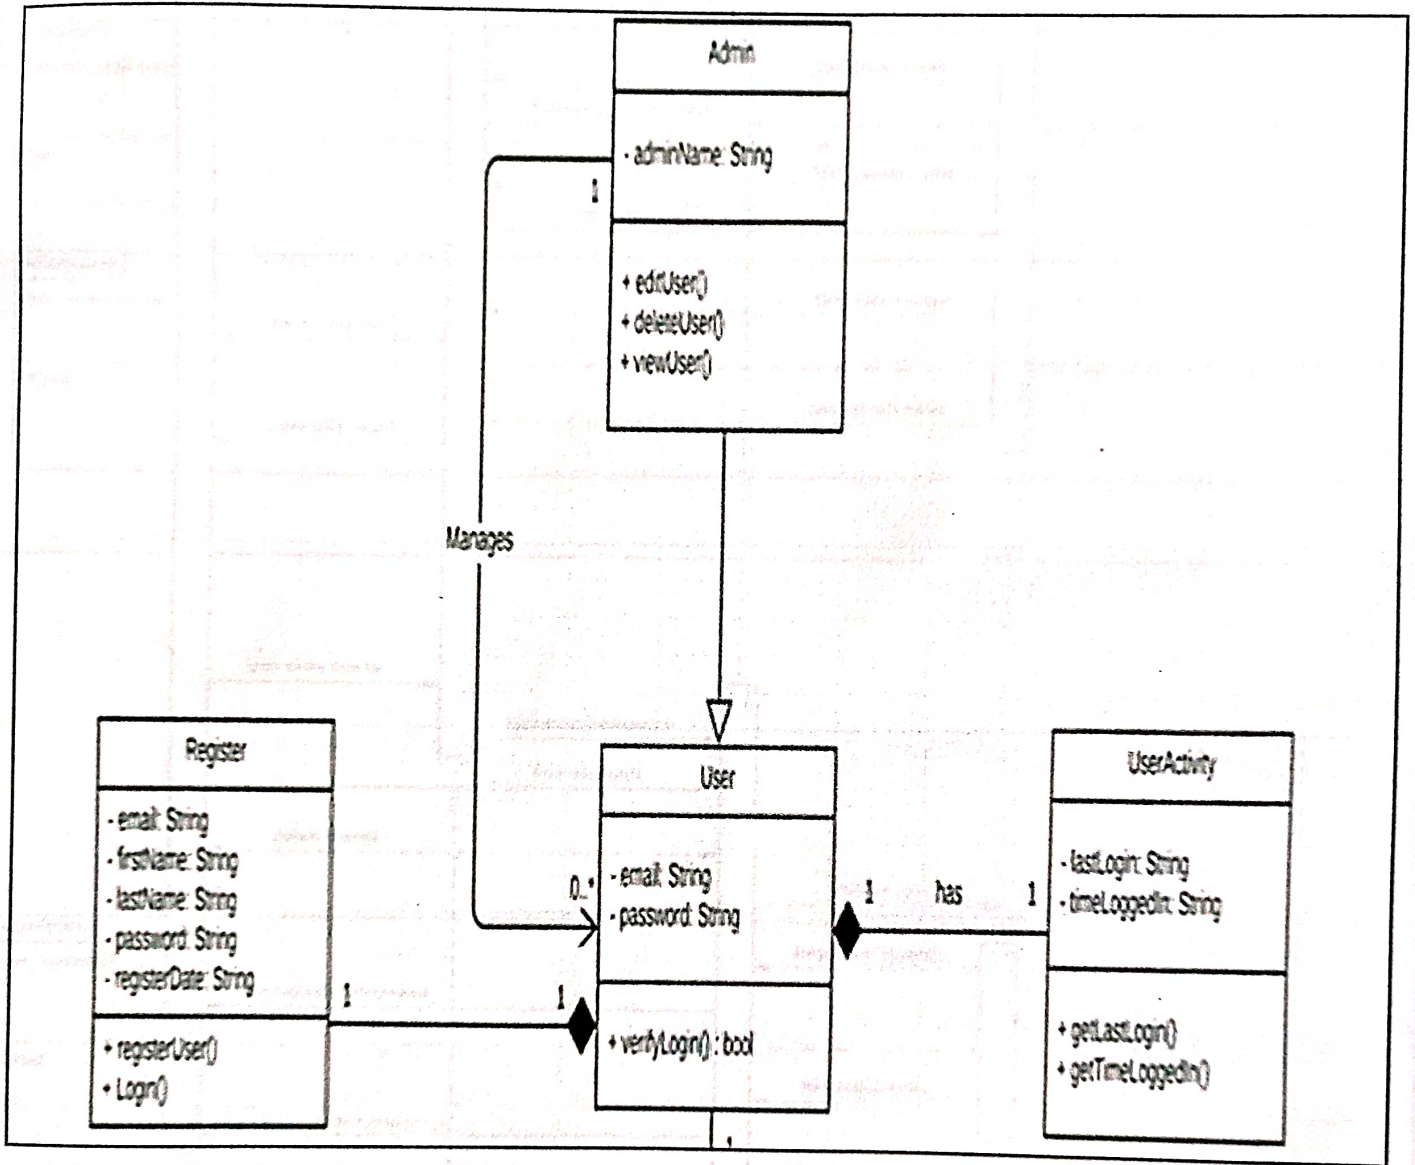 Admin
- adminName: String
1
+ editUser()
+ deleteUser()
+ viewUser()
Manages
Register
- email: String
- firstName: String
- lastName: String
- password: String
- registerDate: String
+ registerUser()
+ Login()
1
1
0..*
User
- email: String
- password: String
+ verifyLogin() : bool
1
has
1
UserActivity
- lastLogin: String
- timeLoggedIn: String
+ getLastLogin()
+ getTimeLoggedIn()